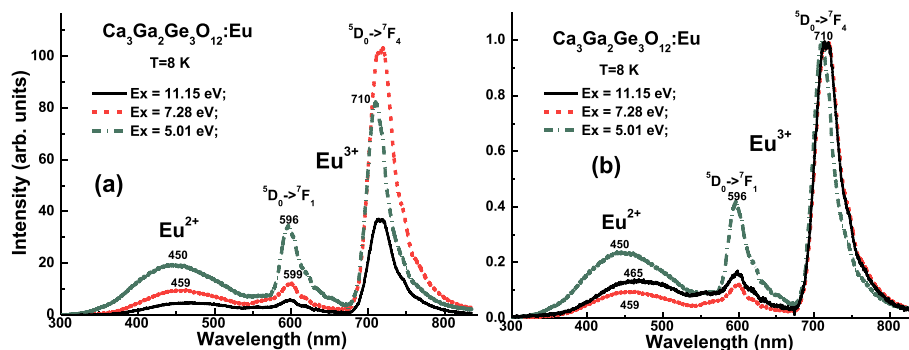 Ca₃Ga₂Ge₃O₁₂:Eu
T=8 K
Ex = 11.15 eV;
Ex = 7.28 eV;
Ex = 5.01 eV;
⁵D₀->⁷F₄
710
Eu³⁺
(a)
⁵D₀->⁷F₁
596
599
Eu²⁺
450
459
Intensity (arb. units)
100
80
60
40
20
0
300 400 500 600 700 800
Wavelength (nm)
Ca₃Ga₂Ge₃O₁₂:Eu
T=8 K
Ex = 11.15 eV;
Ex = 7.28 eV;
Ex = 5.01 eV;
⁵D₀->⁷F₄
710
Eu³⁺
(b)
⁵D₀->⁷F₁
596
Eu²⁺
450
465
459
1.0
0.8
0.6
0.4
0.2
0.0
300 400 500 600 700 800
Wavelength (nm)